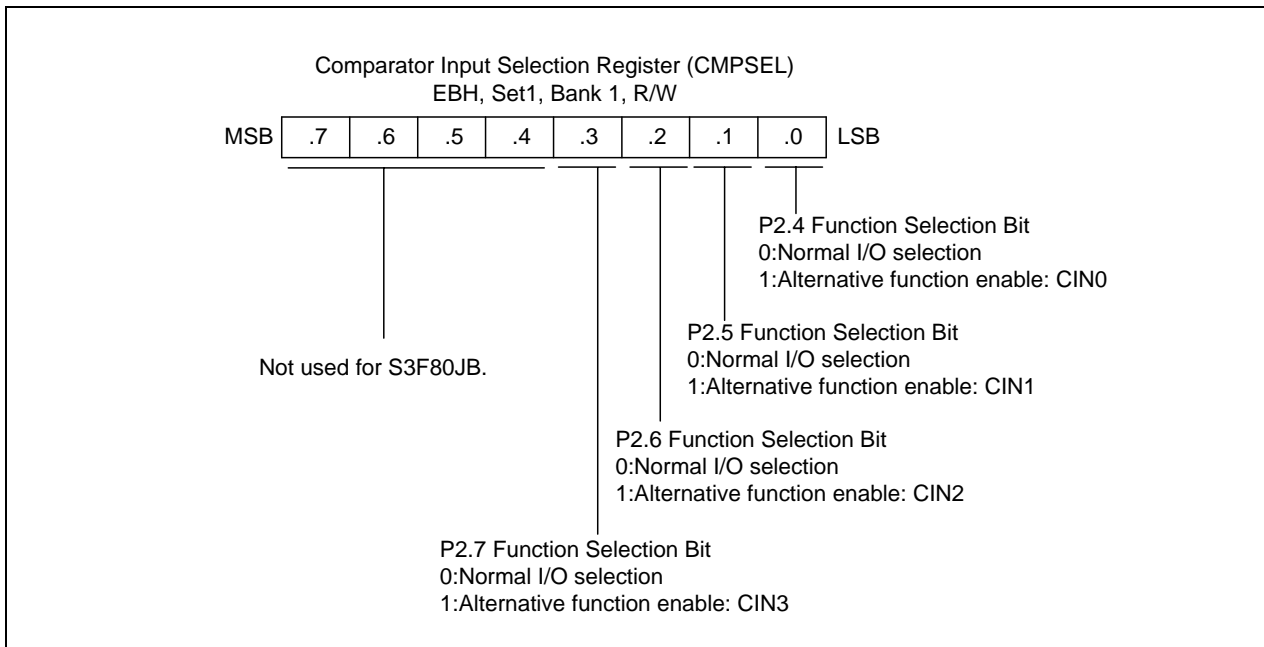 Comparator Input Selection Register (CMPSEL)
EBH, Set1, Bank 1, R/W
MSB .7 .6 .5 .4 .3 .2 .1 .0 LSB
P2.4 Function Selection Bit
0:Normal I/O selection
1:Alternative function enable: CIN0
P2.5 Function Selection Bit
0:Normal I/O selection
1:Alternative function enable: CIN1
Not used for S3F80JB.
P2.6 Function Selection Bit
0:Normal I/O selection
1:Alternative function enable: CIN2
P2.7 Function Selection Bit
0:Normal I/O selection
1:Alternative function enable: CIN3